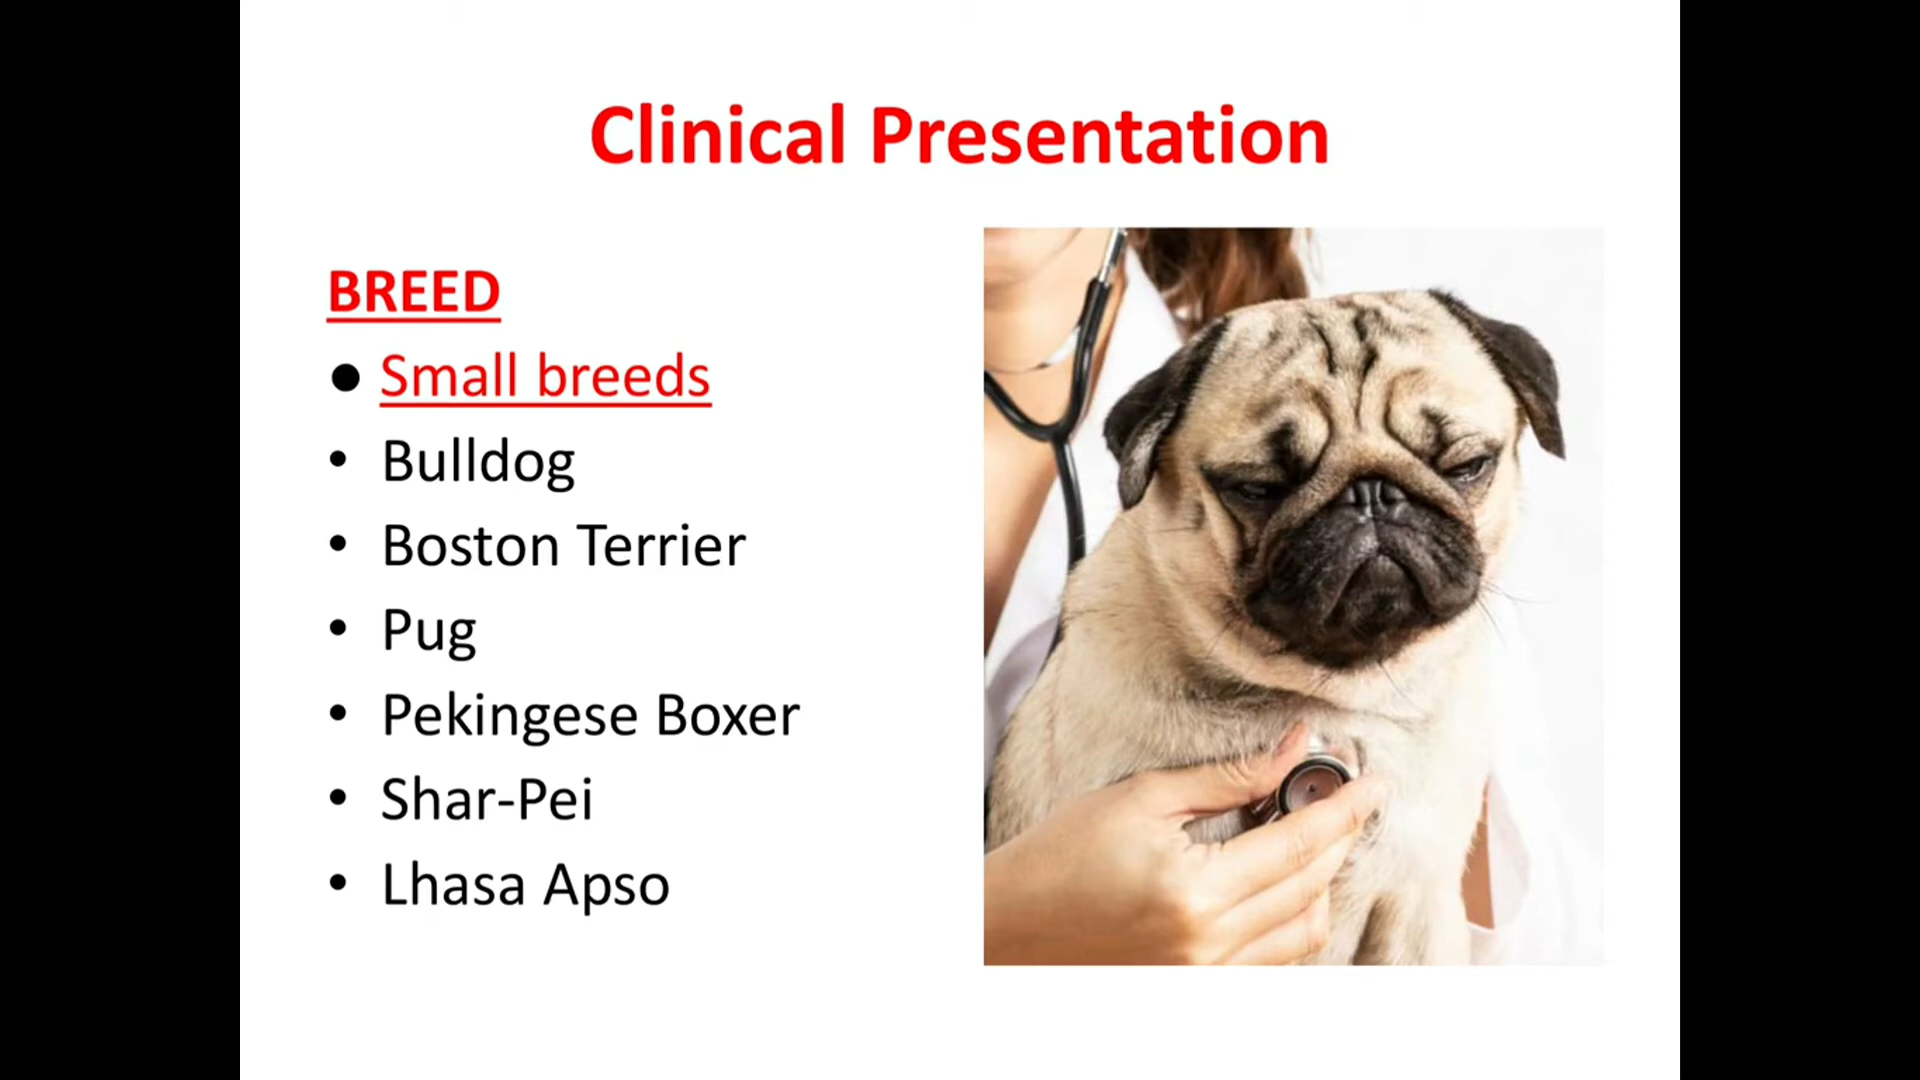 Clinical Presentation
BREED
● Small breeds
• Bulldog
• Boston Terrier
• Pug
• Pekingese Boxer
• Shar-Pei
• Lhasa Apso